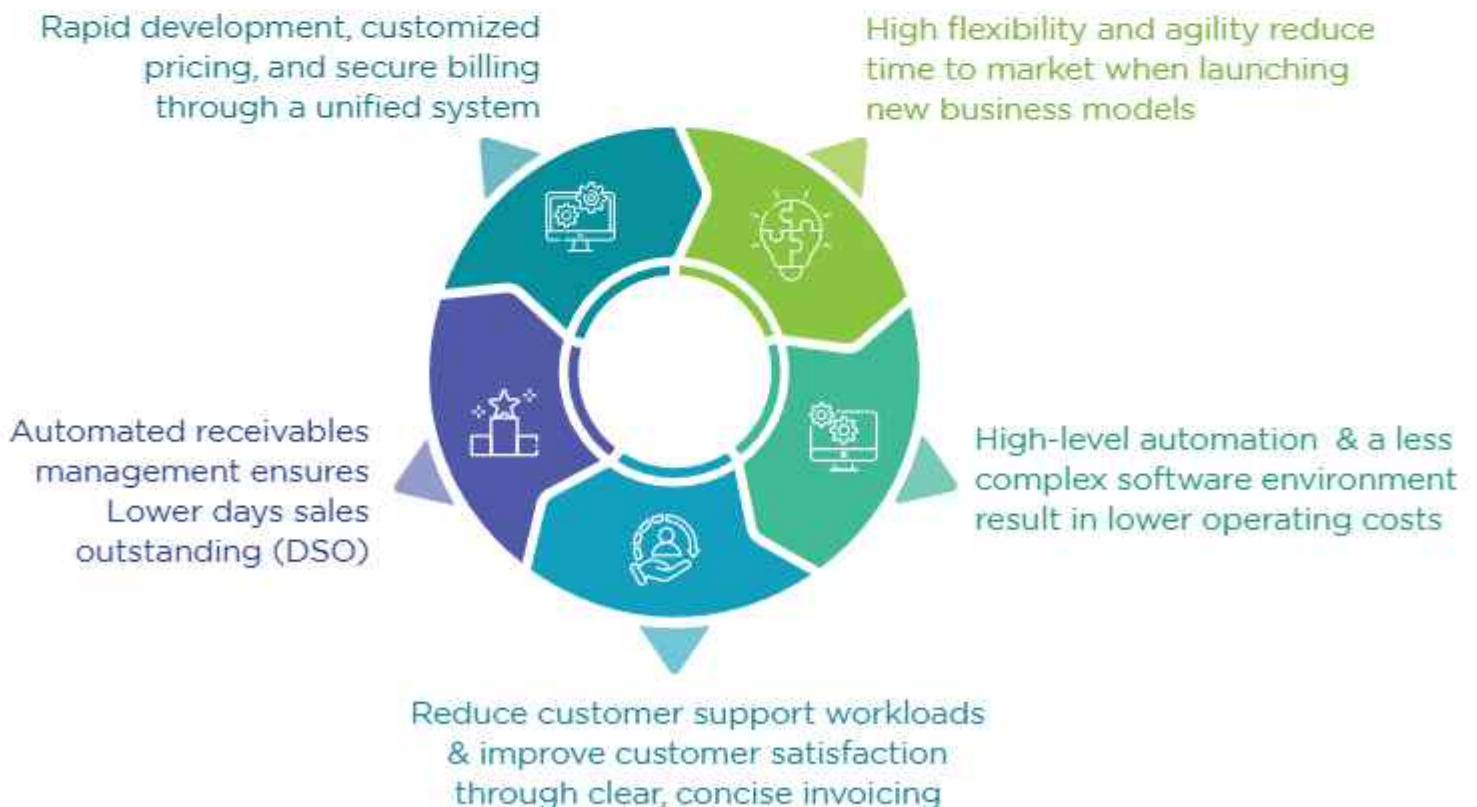 Rapid development, customized
pricing, and secure billing
through a unified system
High flexibility and agility reduce
time to market when launching
new business models
High-level automation & a less
complex software environment
result in lower operating costs
Reduce customer support workloads
& improve customer satisfaction
through clear, concise invoicing
Automated receivables
management ensures
Lower days sales
outstanding (DSO)